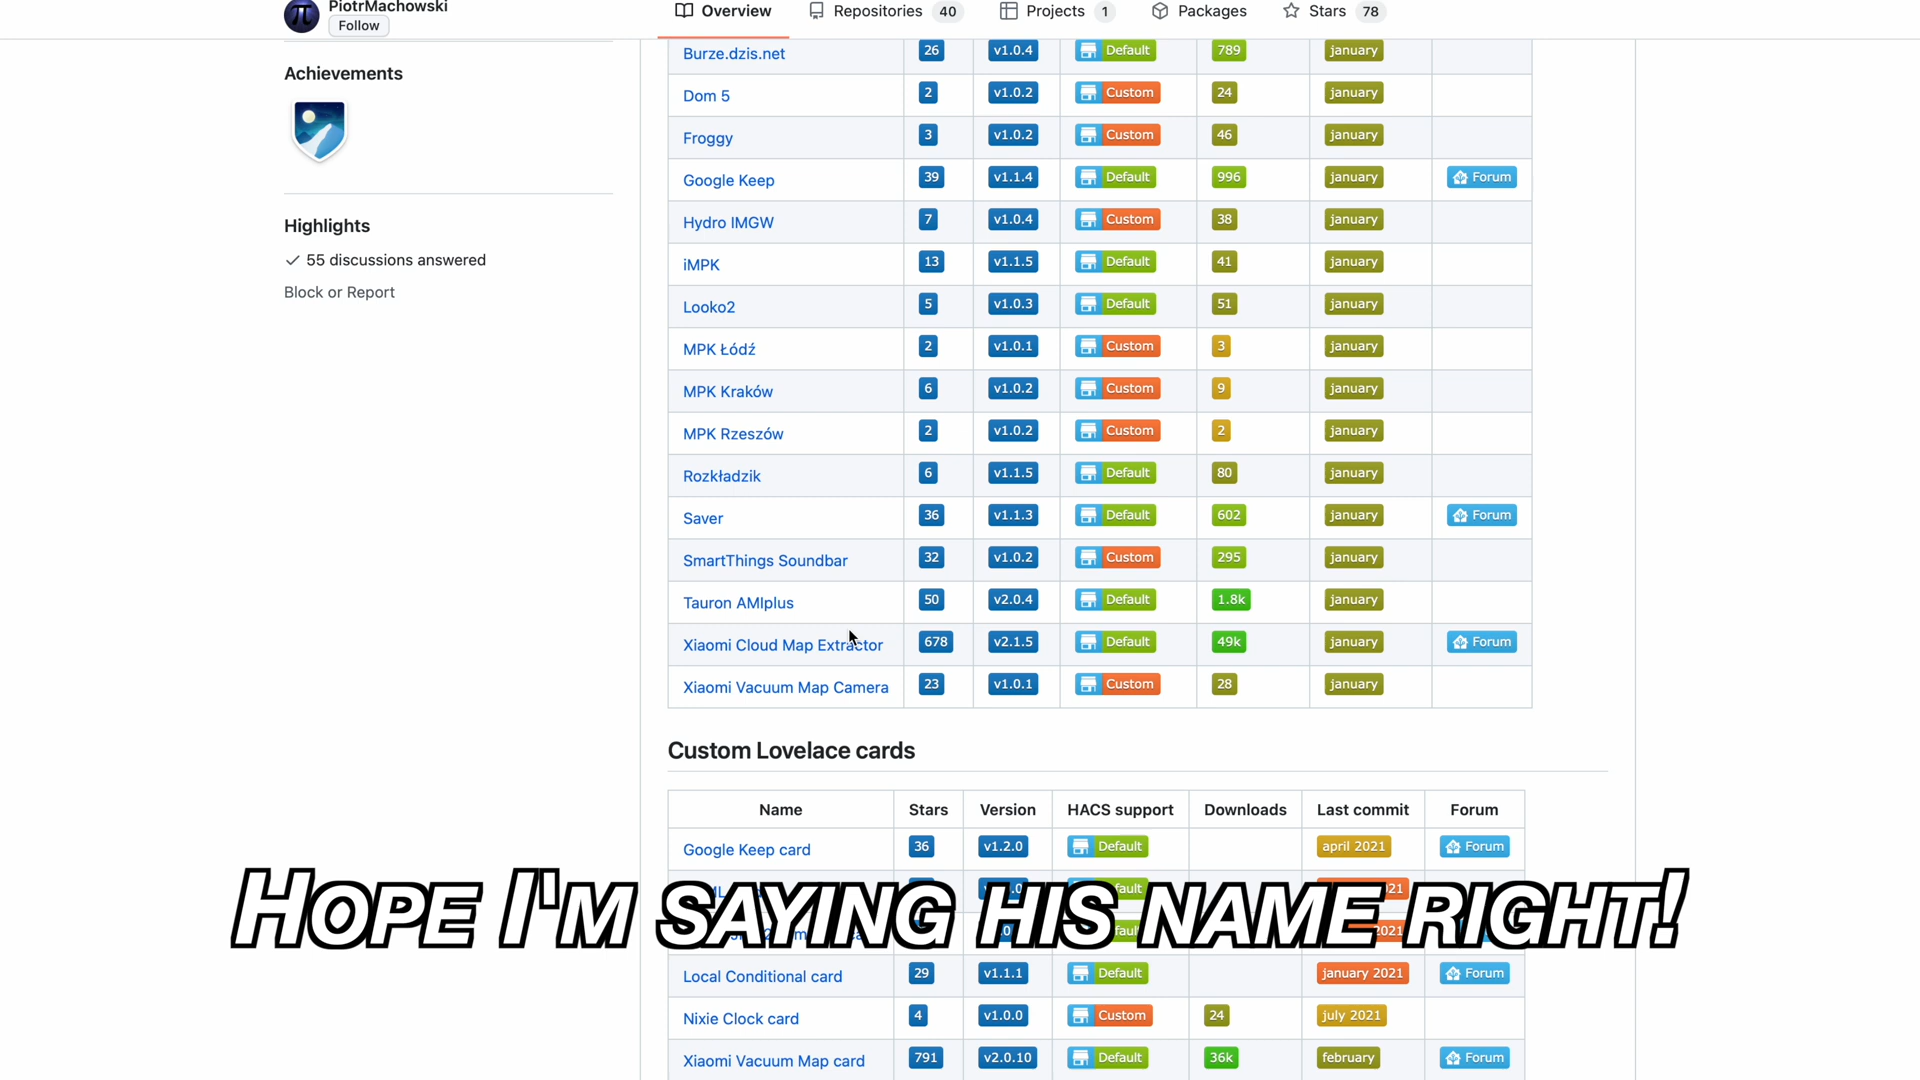 PiotrMachowski
Follow
Overview
Repositories 40
Projects 1
Packages
Stars 78
Achievements
Highlights
55 discussions answered
Block or Report
Burze.dzis.net 26 v1.0.4 Default 789 january
Dom 5 2 v1.0.2 Custom 24 january
Froggy 3 v1.0.2 Custom 46 january
Google Keep 39 v1.1.4 Default 996 january Forum
Hydro IMGW 7 v1.0.4 Custom 38 january
iMPK 13 v1.1.5 Default 41 january
Looko2 5 v1.0.3 Default 51 january
MPK Łódź 2 v1.0.1 Custom 3 january
MPK Kraków 6 v1.0.2 Custom 9 january
MPK Rzeszów 2 v1.0.2 Custom 2 january
Rozkładzik 6 v1.1.5 Default 80 january
Saver 36 v1.1.3 Default 602 january Forum
SmartThings Soundbar 32 v1.0.2 Custom 295 january
Tauron AMIplus 50 v2.0.4 Default 1.8k january
Xiaomi Cloud Map Extractor 678 v2.1.5 Default 49k january Forum
Xiaomi Vacuum Map Camera 23 v1.0.1 Custom 28 january
Custom Lovelace cards
Name Stars Version HACS support Downloads Last commit Forum
Google Keep card 36 v1.2.0 Default april 2021 Forum
HOPE I'M SAYING HIS NAME RIGHT!
Local Conditional card 29 v1.1.1 Default january 2021 Forum
Nixie Clock card 4 v1.0.0 Custom 24 july 2021
Xiaomi Vacuum Map card 791 v2.0.10 Default 36k february Forum